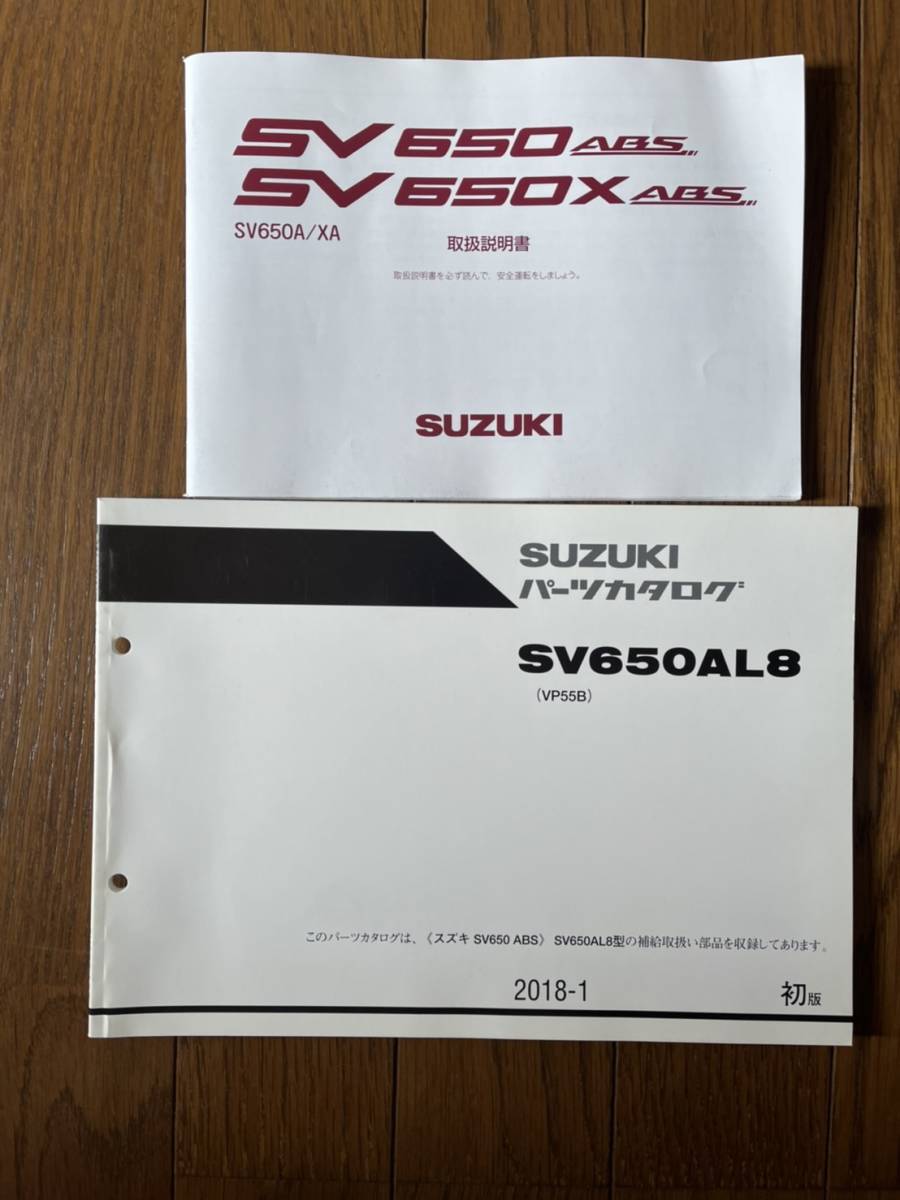 SV650 ABS
SV650X ABS
SV650A/XA
取扱説明書
取扱説明書を必ず読んで、安全運転をしましょう。
SUZUKI
SUZUKI
パーツカタログ
SV650AL8
(VP55B)
このパーツカタログは、《スズキ SV650 ABS》 SV650AL8型の補給取扱い部品を収録してあります。
2018-1 初版